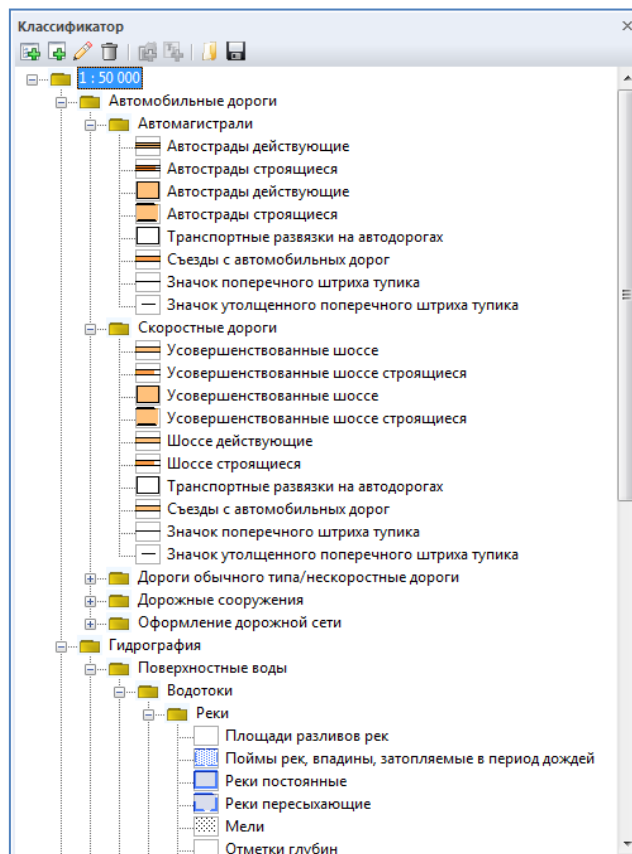 Классификатор
1 : 50 000
Автомобильные дороги
Автомагистрали
Автострады действующие
Автострады строящиеся
Автострады действующие
Автострады строящиеся
Транспортные развязки на автодорогах
Съезды с автомобильных дорог
Значок поперечного штриха тупика
Значок утолщенного поперечного штриха тупика
Скоростные дороги
Усовершенствованные шоссе
Усовершенствованные шоссе строящиеся
Усовершенствованные шоссе
Усовершенствованные шоссе строящиеся
Шоссе действующие
Шоссе строящиеся
Транспортные развязки на автодорогах
Съезды с автомобильных дорог
Значок поперечного штриха тупика
Значок утолщенного поперечного штриха тупика
Дороги обычного типа/нескоростные дороги
Дорожные сооружения
Оформление дорожной сети
Гидрография
Поверхностные воды
Водотоки
Реки
Площади разливов рек
Поймы рек, впадины, затопляемые в период дождей
Реки постоянные
Реки пересыхающие
Мели
Отметки глубин